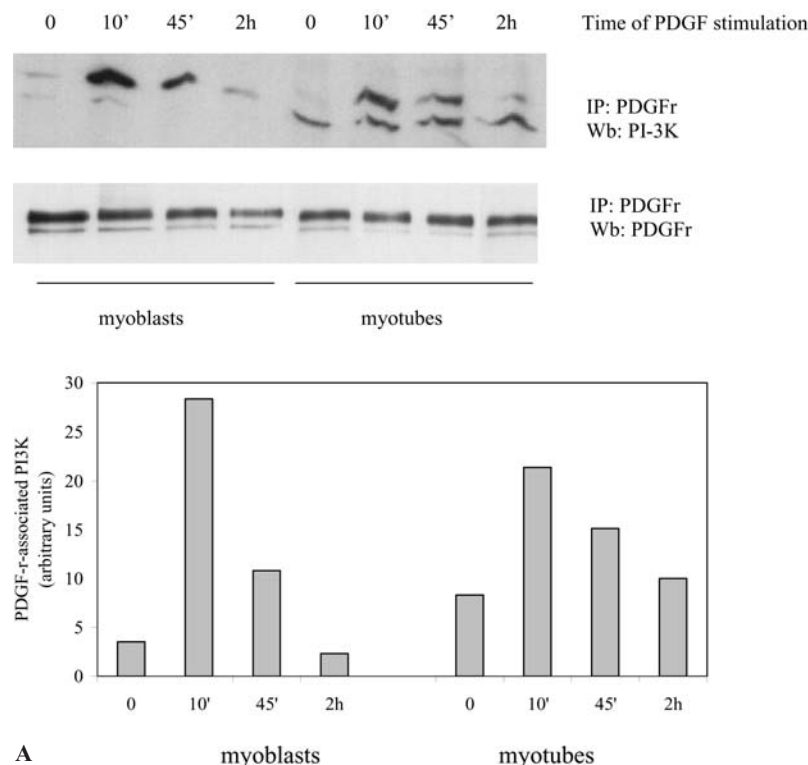 0 10’ 45’ 2h 0 10’ 45’ 2h Time of PDGF stimulation
IP: PDGFr
Wb: PI-3K
IP: PDGFr
Wb: PDGFr
myoblasts myotubes
PDGF-r-associated PI3K
(arbitrary units)
30
25
20
15
10
5
0
0 10' 45' 2h 0 10' 45' 2h
A myoblasts myotubes